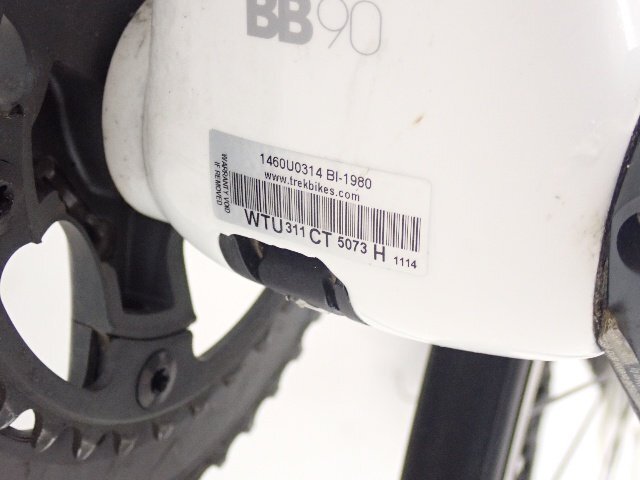 BB90
1460U0314 BI-1980
www.trekbikes.com
WARRANTY VOID
IF REMOVED
WTU 311 CT 5073 H 1114